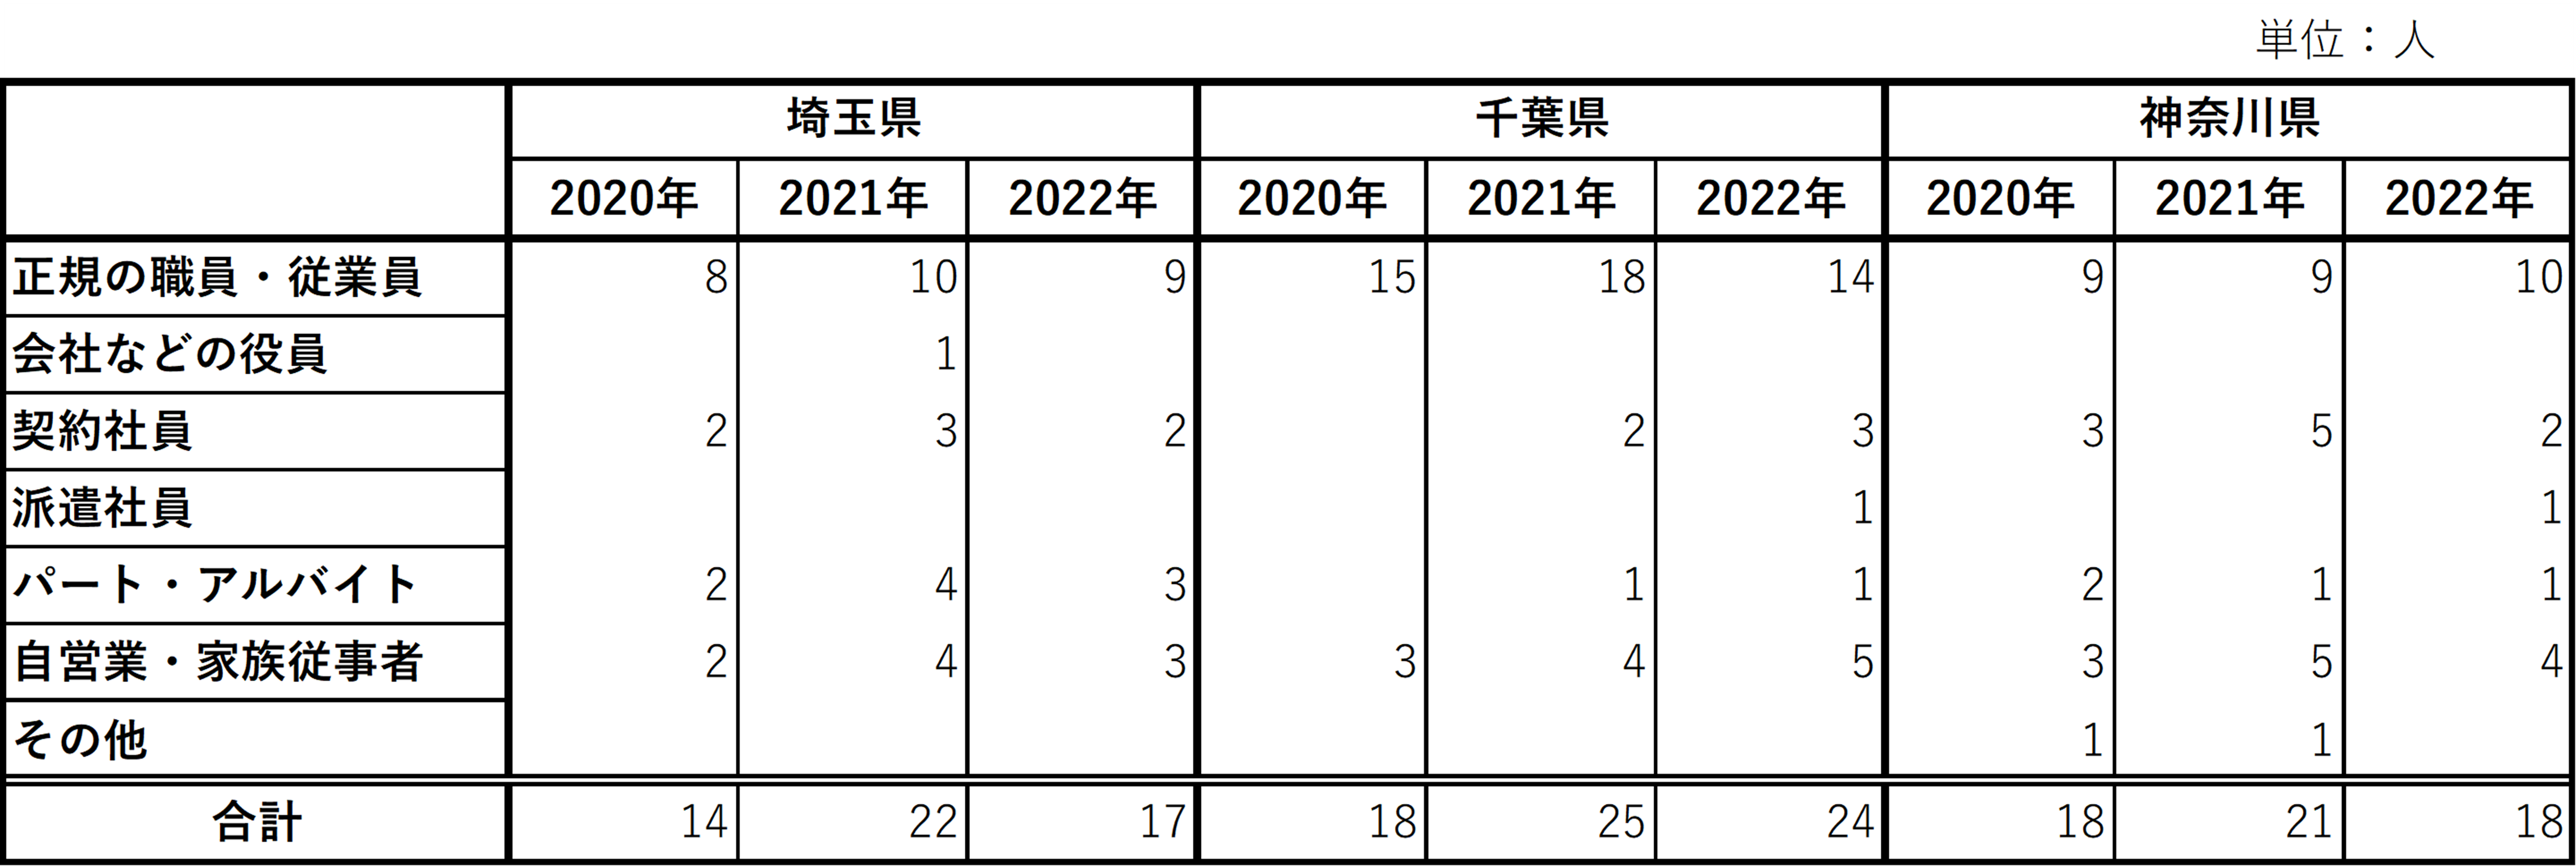 単位：人
埼玉県 千葉県 神奈川県
2020年 2021年 2022年 2020年 2021年 2022年 2020年 2021年 2022年
正規の職員・従業員 8 10 9 15 18 14 9 9 10
会社などの役員 1
契約社員 2 3 2 2 3 3 5 2
派遣社員 1 1
パート・アルバイト 2 4 3 1 1 2 1 1
自営業・家族従事者 2 4 3 3 4 5 3 5 4
その他 1 1
合計 14 22 17 18 25 24 18 21 18